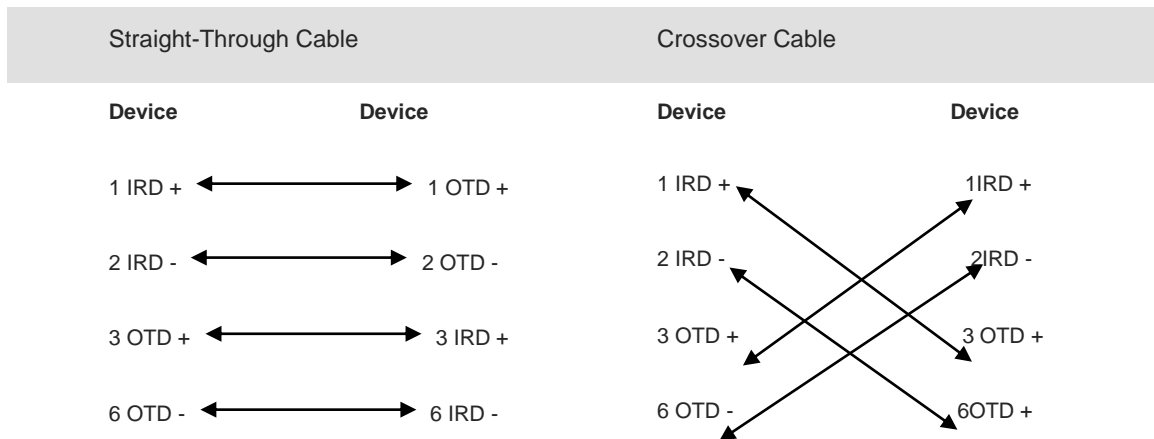 Straight-Through Cable Crossover Cable
Device Device Device Device
1 IRD + 1 OTD + 1 IRD + 1IRD +
2 IRD - 2 OTD - 2 IRD - 2IRD -
3 OTD + 3 IRD + 3 OTD + 3 OTD +
6 OTD - 6 IRD - 6 OTD - 6OTD +